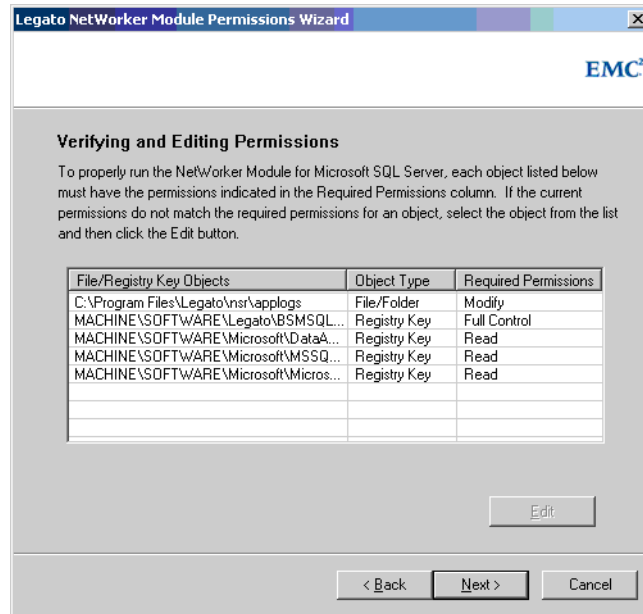 Legato NetWorker Module Permissions Wizard
EMC²
Verifying and Editing Permissions
To properly run the NetWorker Module for Microsoft SQL Server, each object listed below
must have the permissions indicated in the Required Permissions column. If the current
permissions do not match the required permissions for an object, select the object from the list
and then click the Edit button.
File/Registry Key Objects Object Type Required Permissions
C:\Program Files\Legato\nsr\applogs File/Folder Modify
MACHINE\SOFTWARE\Legato\BSMSQL... Registry Key Full Control
MACHINE\SOFTWARE\Microsoft\DataA... Registry Key Read
MACHINE\SOFTWARE\Microsoft\MSSQ... Registry Key Read
MACHINE\SOFTWARE\Microsoft\Micros... Registry Key Read
Edit
< Back Next > Cancel